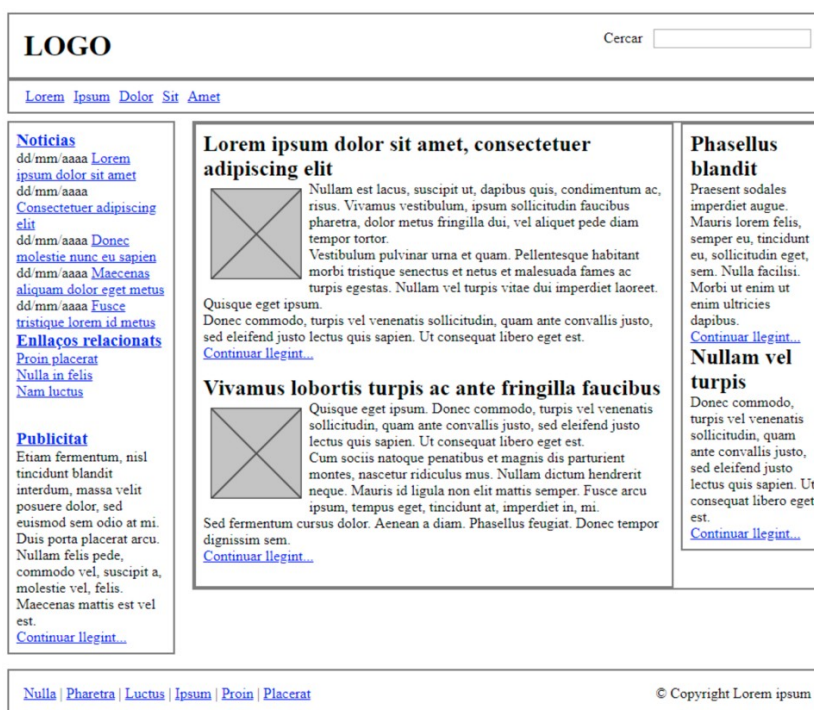 LOGO
Cercar
Lorem Ipsum Dolor Sit Amet
Noticias
dd/mm/aaaa Lorem
ipsum dolor sit amet
dd/mm/aaaa
Consectetuer adipiscing
elit
dd/mm/aaaa Donec
molestie nunc eu sapien
dd/mm/aaaa Maecenas
aliquam dolor eget metus
dd/mm/aaaa Fusce
tristique lorem id metus
Enllaços relacionats
Proin placerat
Nulla in felis
Nam luctus
Publicitat
Etiam fermentum, nisl
tincidunt blandit
interdum, massa velit
posuere dolor, sed
euismod sem odio at mi.
Duis porta placerat arcu.
Nullam felis pede,
commodo vel, suscipit a,
molestie vel, felis.
Maecenas mattis est vel
est.
Continuar llegint...
Lorem ipsum dolor sit amet, consectetuer
adipiscing elit
Nullam est lacus, suscipit ut, dapibus quis, condimentum ac,
risus. Vivamus vestibulum, ipsum sollicitudin faucibus
pharetra, dolor metus fringilla dui, vel aliquet pede diam
tempor tortor.
Vestibulum pulvinar urna et quam. Pellentesque habitant
morbi tristique senectus et netus et malesuada fames ac
turpis egestas. Nullam vel turpis vitae dui imperdiet laoreet.
Quisque eget ipsum.
Donec commodo, turpis vel venenatis sollicitudin, quam ante convallis justo,
sed eleifend justo lectus quis sapien. Ut consequat libero eget est.
Continuar llegint...
Vivamus lobortis turpis ac ante fringilla faucibus
Quisque eget ipsum. Donec commodo, turpis vel venenatis
sollicitudin, quam ante convallis justo, sed eleifend justo
lectus quis sapien. Ut consequat libero eget est.
Cum sociis natoque penatibus et magnis dis parturient
montes, nascetur ridiculus mus. Nullam dictum hendrerit
neque. Mauris id ligula non elit mattis semper. Fusce arcu
ipsum, tempus eget, tincidunt at, imperdiet in, mi.
Sed fermentum cursus dolor. Aenean a diam. Phasellus feugiat. Donec tempor
dignissim sem.
Continuar llegint...
Phasellus
blandit
Praesent sodales
imperdiet augue.
Mauris lorem felis,
semper eu, tincidunt
eu, sollicitudin eget,
sem. Nulla facilisi.
Morbi ut enim ut
enim ultricies
dapibus.
Continuar llegint...
Nullam vel
turpis
Donec commodo,
turpis vel venenatis
sollicitudin, quam
ante convallis justo,
sed eleifend justo
lectus quis sapien. Ut
consequat libero eget
est.
Continuar llegint...
Nulla | Pharetra | Luctus | Ipsum | Proin | Placerat
© Copyright Lorem ipsum